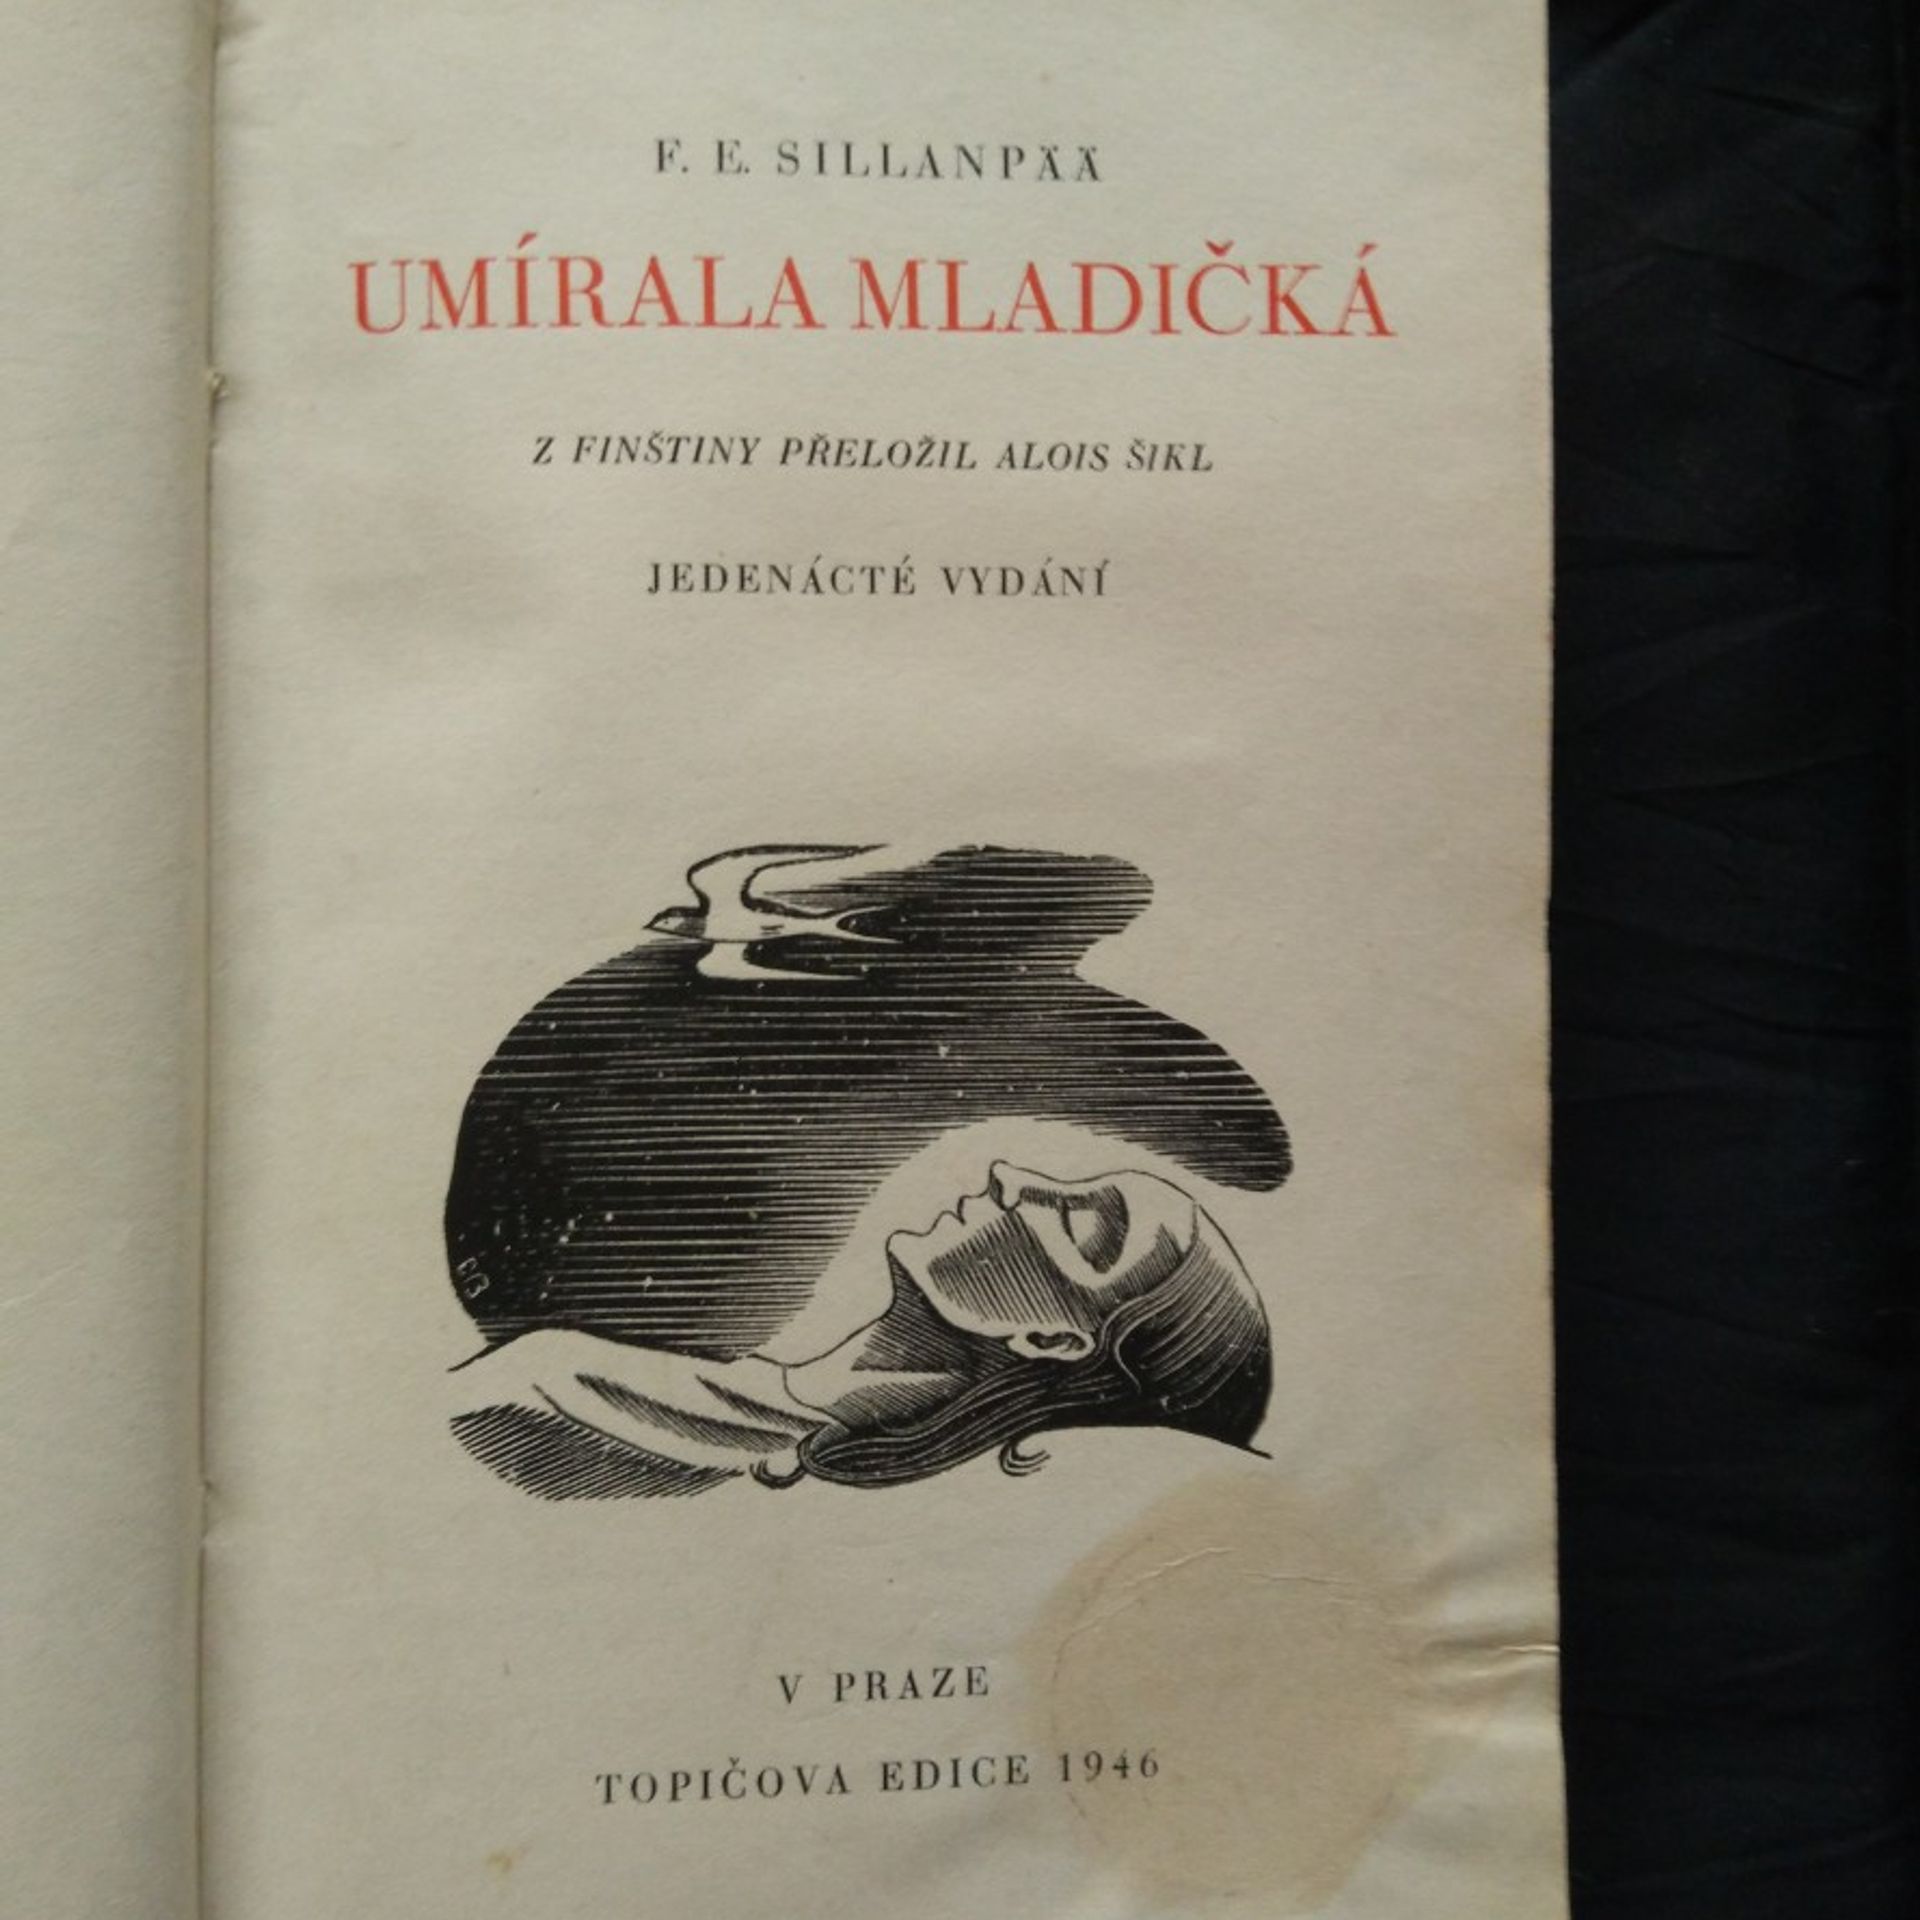 F. E. SILLANPÄÄ
UMÍRALA MLADIČKÁ
Z FINŠTINY PŘELOŽIL ALOIS ŠIKL
JEDENÁCTÉ VYDÁNÍ
V PRAZE
TOPIČOVA EDICE 1946